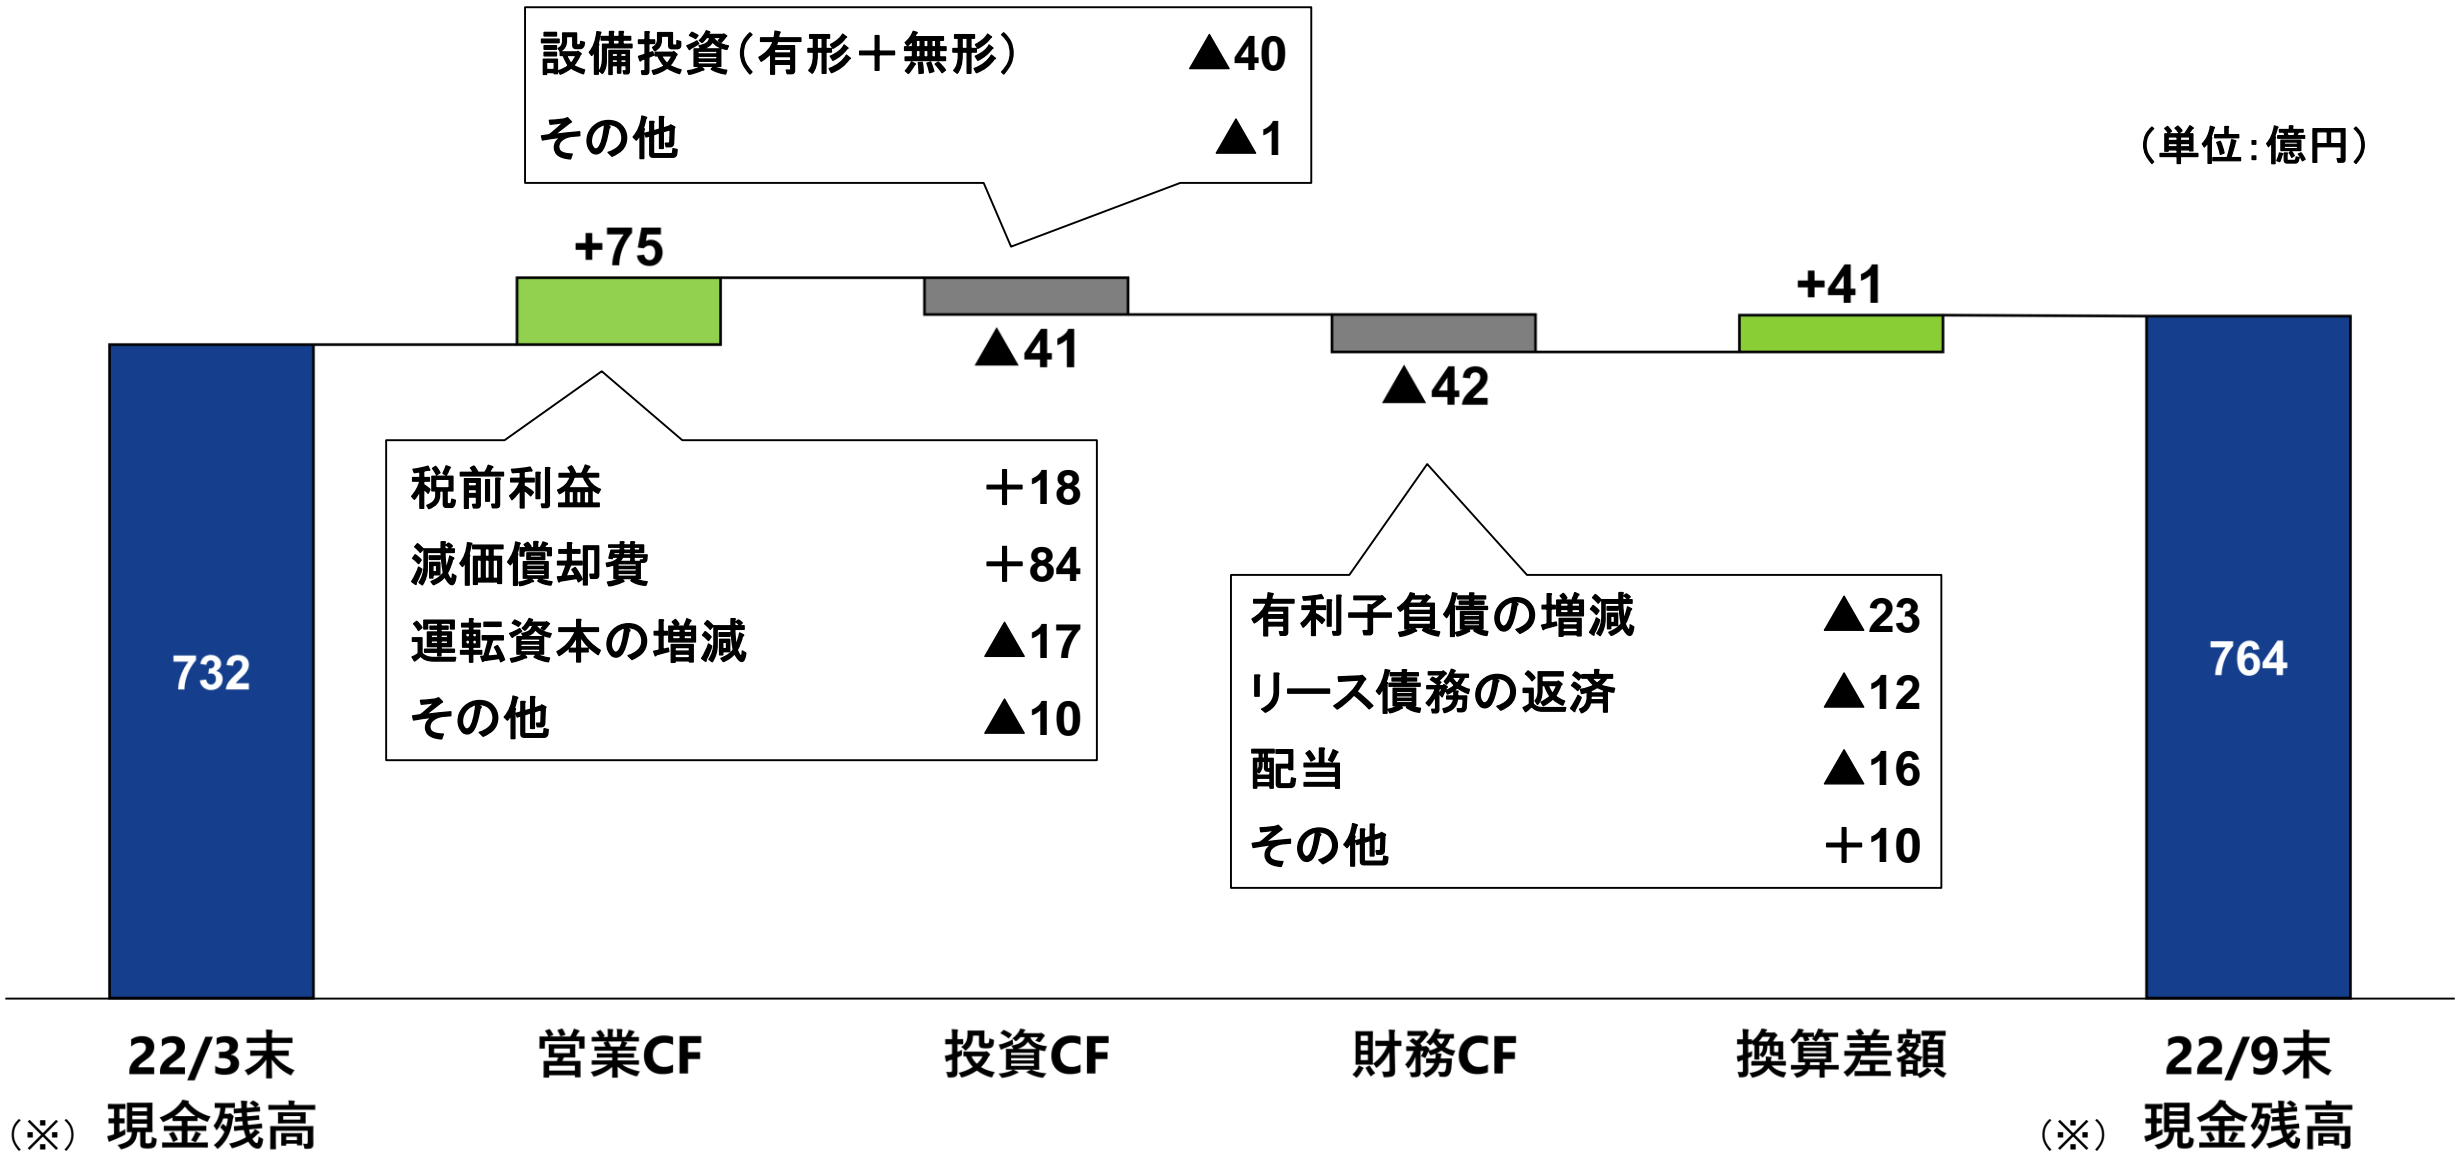 設備投資（有形＋無形） ▲40
その他 ▲1
（単位：億円）
+75
▲41
▲42
+41
税前利益 ＋18
減価償却費 ＋84
運転資本の増減 ▲17
その他 ▲10
有利子負債の増減 ▲23
リース債務の返済 ▲12
配当 ▲16
その他 ＋10
732
764
22/3末
現金残高
（※）
営業CF
投資CF
財務CF
換算差額
22/9末
現金残高
（※）